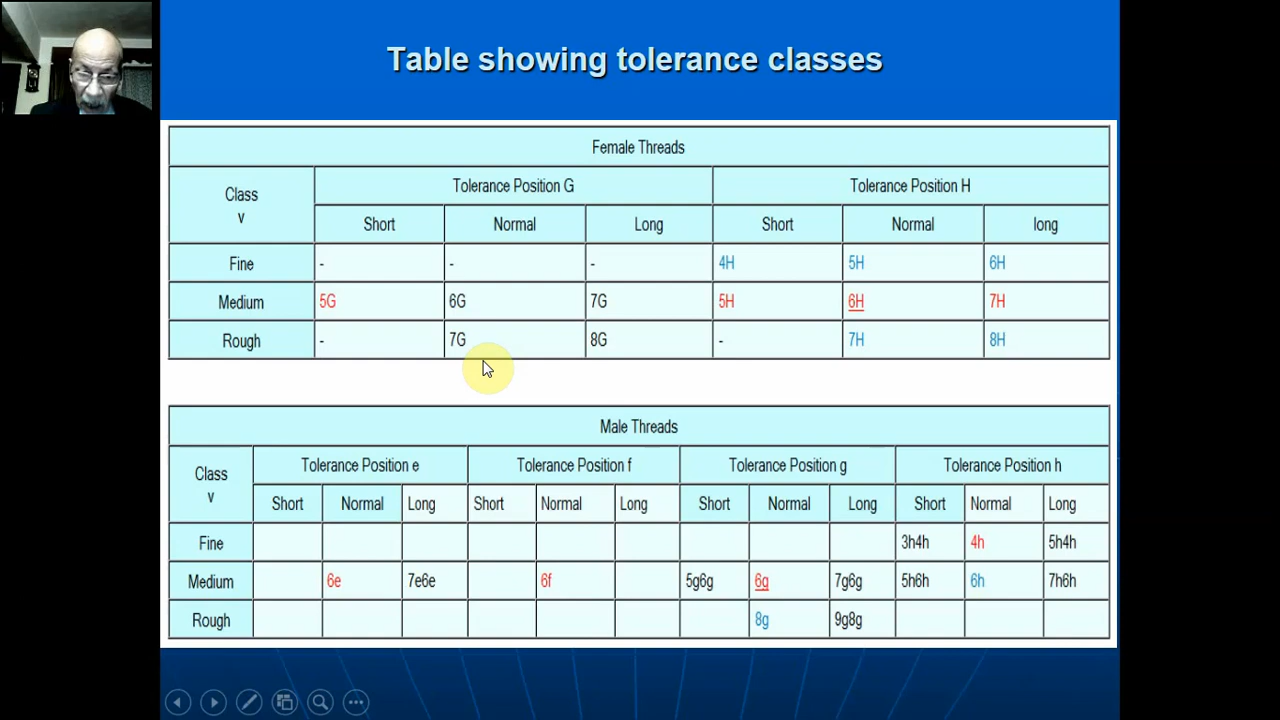 Table showing tolerance classes
Female Threads
Class v Tolerance Position G Tolerance Position H
Short Normal Long Short Normal long
Fine - - - 4H 5H 6H
Medium 5G 6G 7G 5H 6H 7H
Rough - 7G 8G - 7H 8H
Male Threads
Class v Tolerance Position e Tolerance Position f Tolerance Position g Tolerance Position h
Short Normal Long Short Normal Long Short Normal Long Short Normal Long
Fine 3h4h 4h 5h4h
Medium 6e 7e6e 6f 5g6g 6g 7g6g 5h6h 6h 7h6h
Rough 8g 9g8g